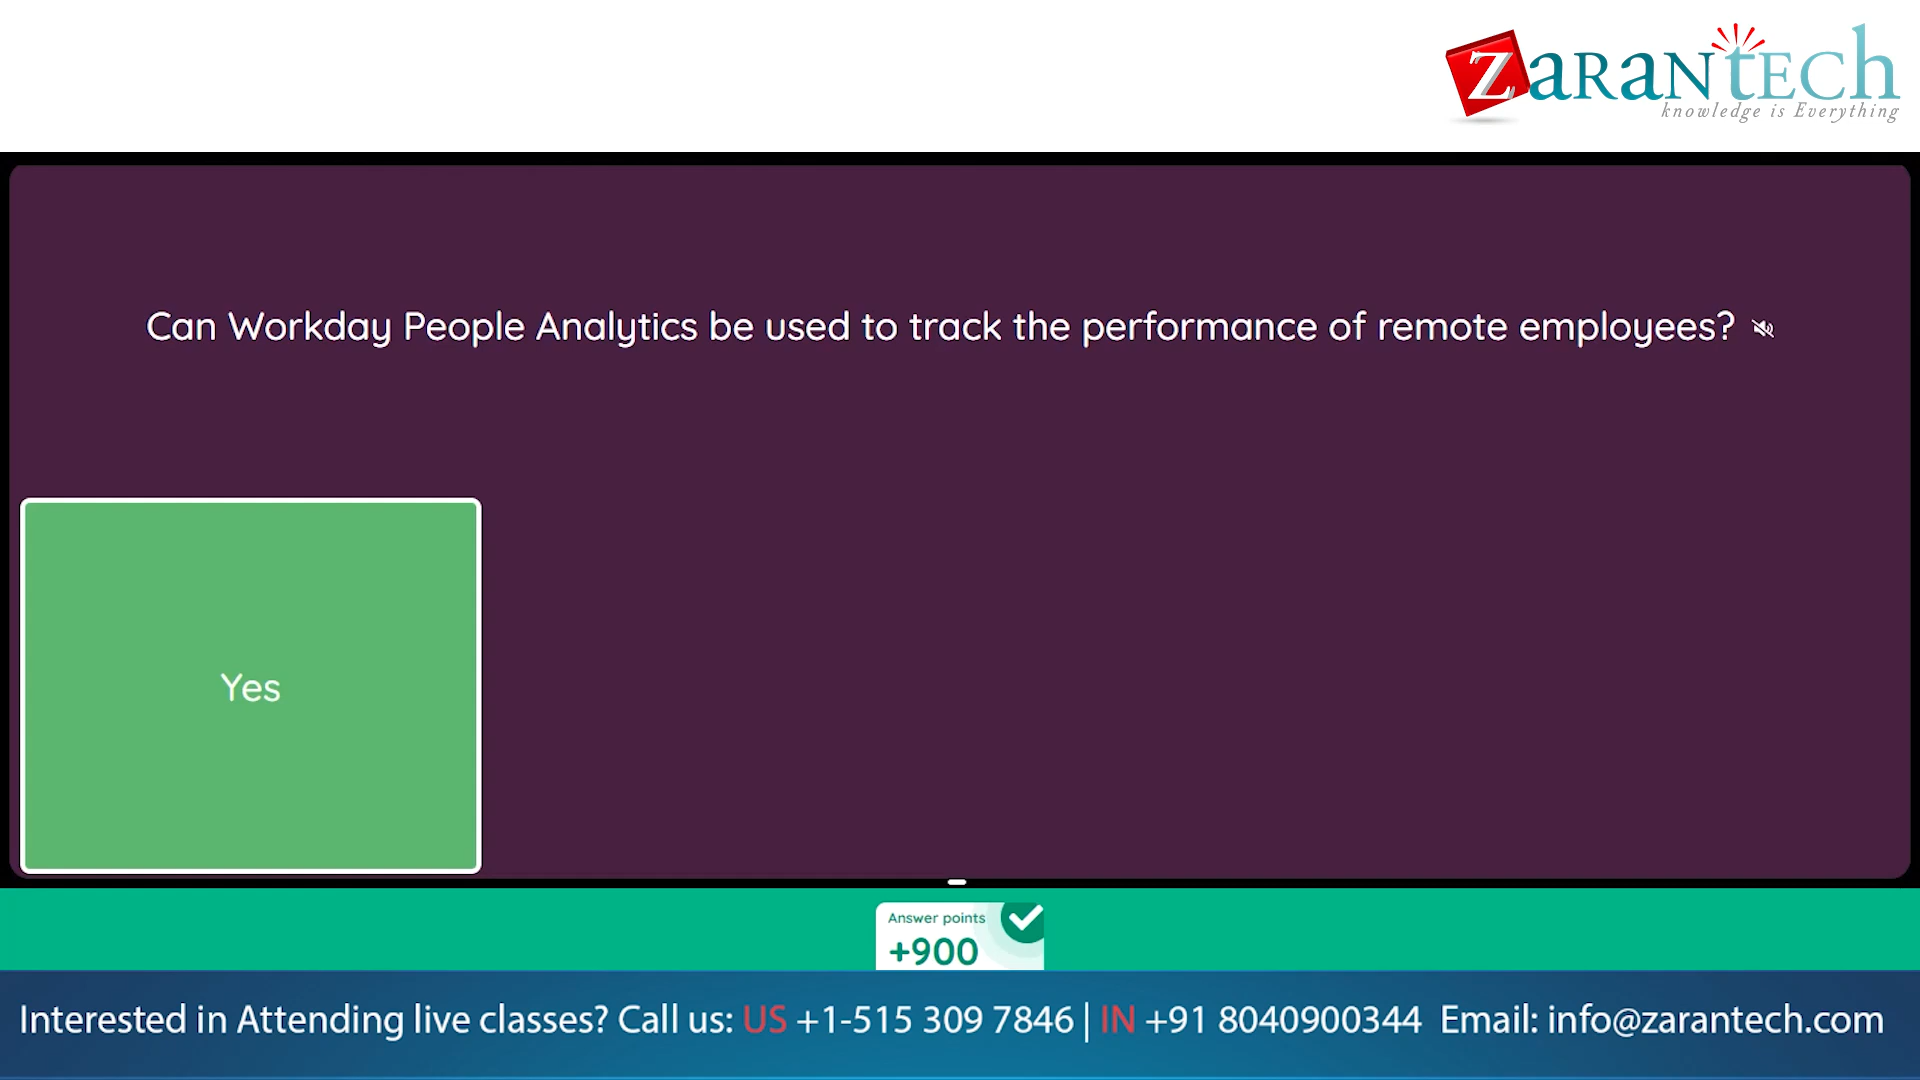 ZaranTech
knowledge is Everything
Can Workday People Analytics be used to track the performance of remote employees?
Yes
Answer points
+900
Interested in Attending live classes? Call us: US +1-515 309 7846 | IN +91 8040900344 Email: info@zarantech.com